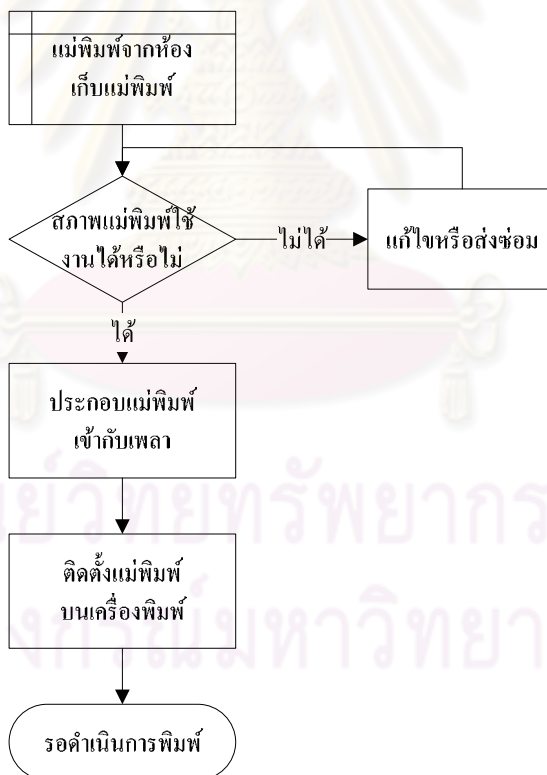 แม่พิมพ์จากห้อง
เก็บแม่พิมพ์
สภาพแม่พิมพ์ใช้
งานได้หรือไม่
ไม่ได้
แก้ไขหรือส่งซ่อม
ได้
ประกอบแม่พิมพ์
เข้ากับเพลา
ติดตั้งแม่พิมพ์
บนเครื่องพิมพ์
รอดำเนินการพิมพ์